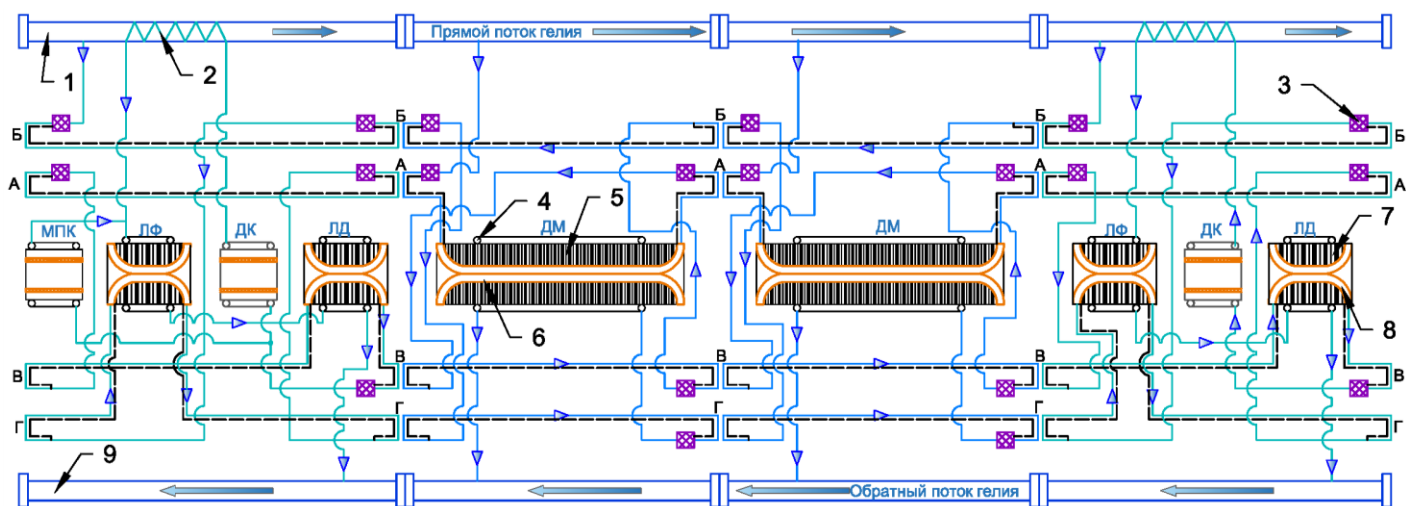 Прямой поток гелия
1
2
3
Б Б Б Б
А А А А
4
5
МПК ЛФ ДК ЛД ДМ ДМ ЛФ ДК ЛД
7
6
8
В В В В
Г Г Г Г
9
Обратный поток гелия